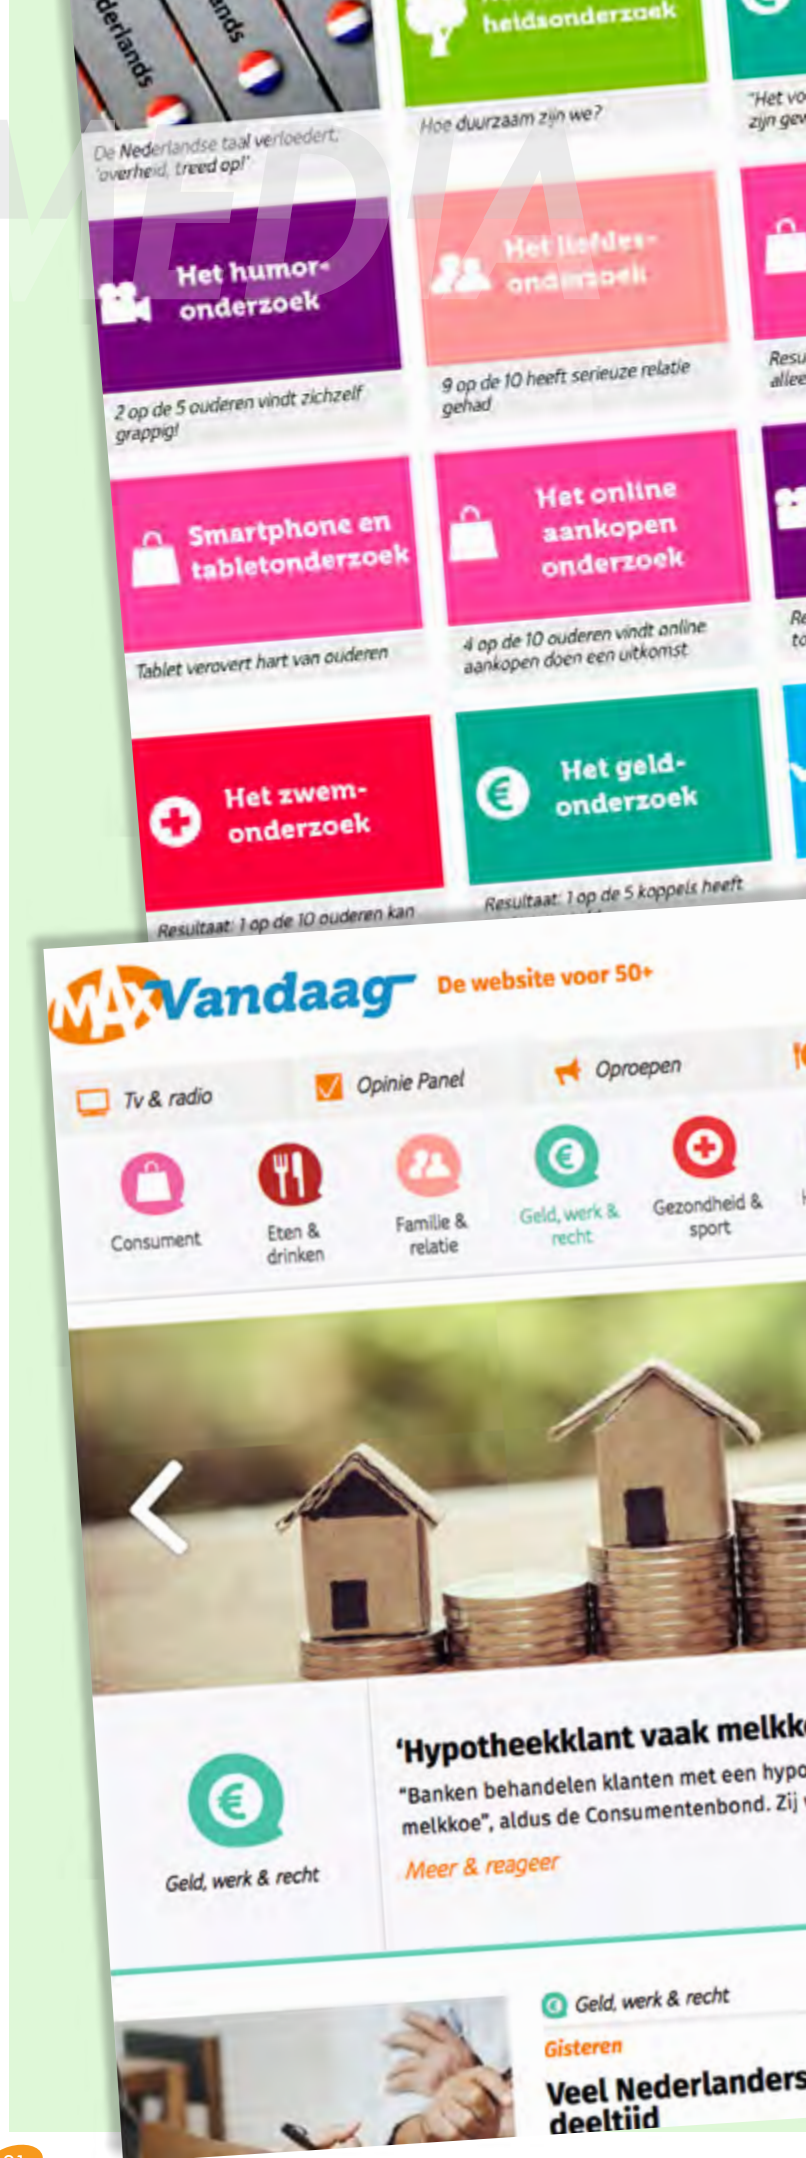 derlands
nds
heidsonderzoek
De Nederlandse taal verloedert;
'overheid, treed op!'
Hoe duurzaam zijn we?
"Het
zijn
MEDIA
Het humor-
onderzoek
Het liefdes-
onderzoek
2 op de 5 ouderen vindt zichzelf
grappig!
9 op de 10 heeft serieuze relatie
gehad
Resu
allee
Smartphone en
tabletonderzoek
Het online
aankopen
onderzoek
Tablet verovert hart van ouderen
4 op de 10 ouderen vindt online
aankopen doen een uitkomst
Re
to
Het zwem-
onderzoek
Het geld-
onderzoek
Resultaat: 1 op de 10 ouderen kan
Resultaat: 1 op de 5 koppels heeft
MAX Vandaag De website voor 50+
Tv & radio
Opinie Panel
Oproepen
Consument
Eten &
drinken
Familie &
relatie
Geld, werk &
recht
Gezondheid &
sport
'Hypotheekklant vaak melkk
"Banken behandelen klanten met een hypo
melkkoe", aldus de Consumentenbond. Zij
Meer & reageer
Geld, werk & recht
Geld, werk & recht
Gisteren
Veel Nederlanders
deeltijd